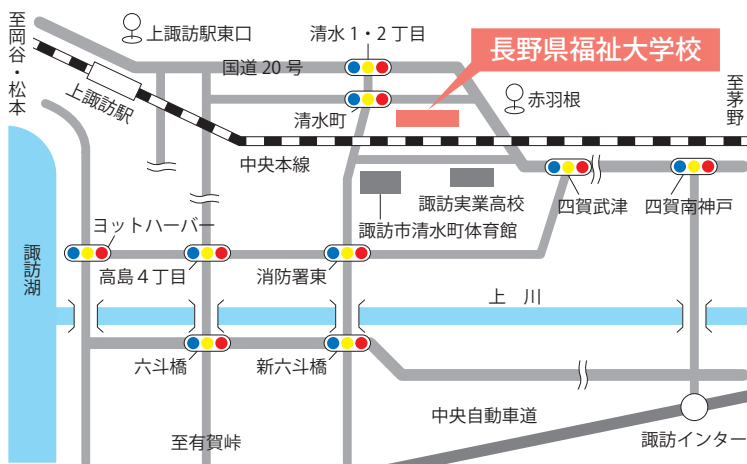 至岡谷・松本
上諏訪駅東口
清水1・2丁目
国道20号
長野県福祉大学校
上諏訪駅
清水町
赤羽根
至茅野
中央本線
諏訪実業高校
四賀武津
四賀南神戸
諏訪市清水町体育館
ヨットハーバー
諏訪湖
高島4丁目
消防署東
上 川
六斗橋
新六斗橋
中央自動車道
至有賀峠
諏訪インター